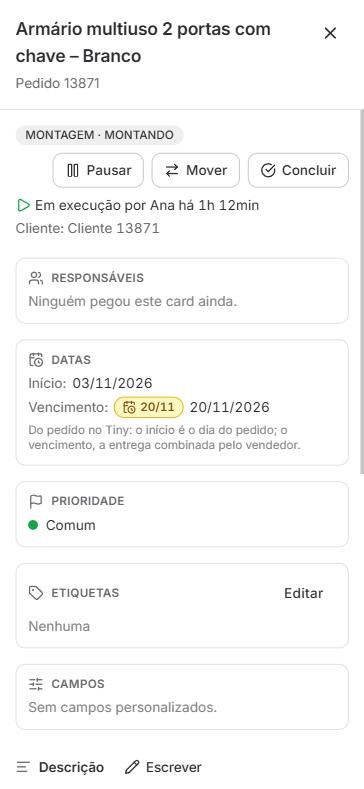 Armário multiuso 2 portas com
chave – Branco
Pedido 13871
MONTAGEM · MONTANDO
Pausar
Mover
Concluir
Em execução por Ana há 1h 12min
Cliente: Cliente 13871
RESPONSÁVEIS
Ninguém pegou este card ainda.
DATAS
Início: 03/11/2026
Vencimento: 20/11 20/11/2026
Do pedido no Tiny: o início é o dia do pedido; o
vencimento, a entrega combinada pelo vendedor.
PRIORIDADE
Comum
ETIQUETAS
Editar
Nenhuma
CAMPOS
Sem campos personalizados.
Descrição
Escrever